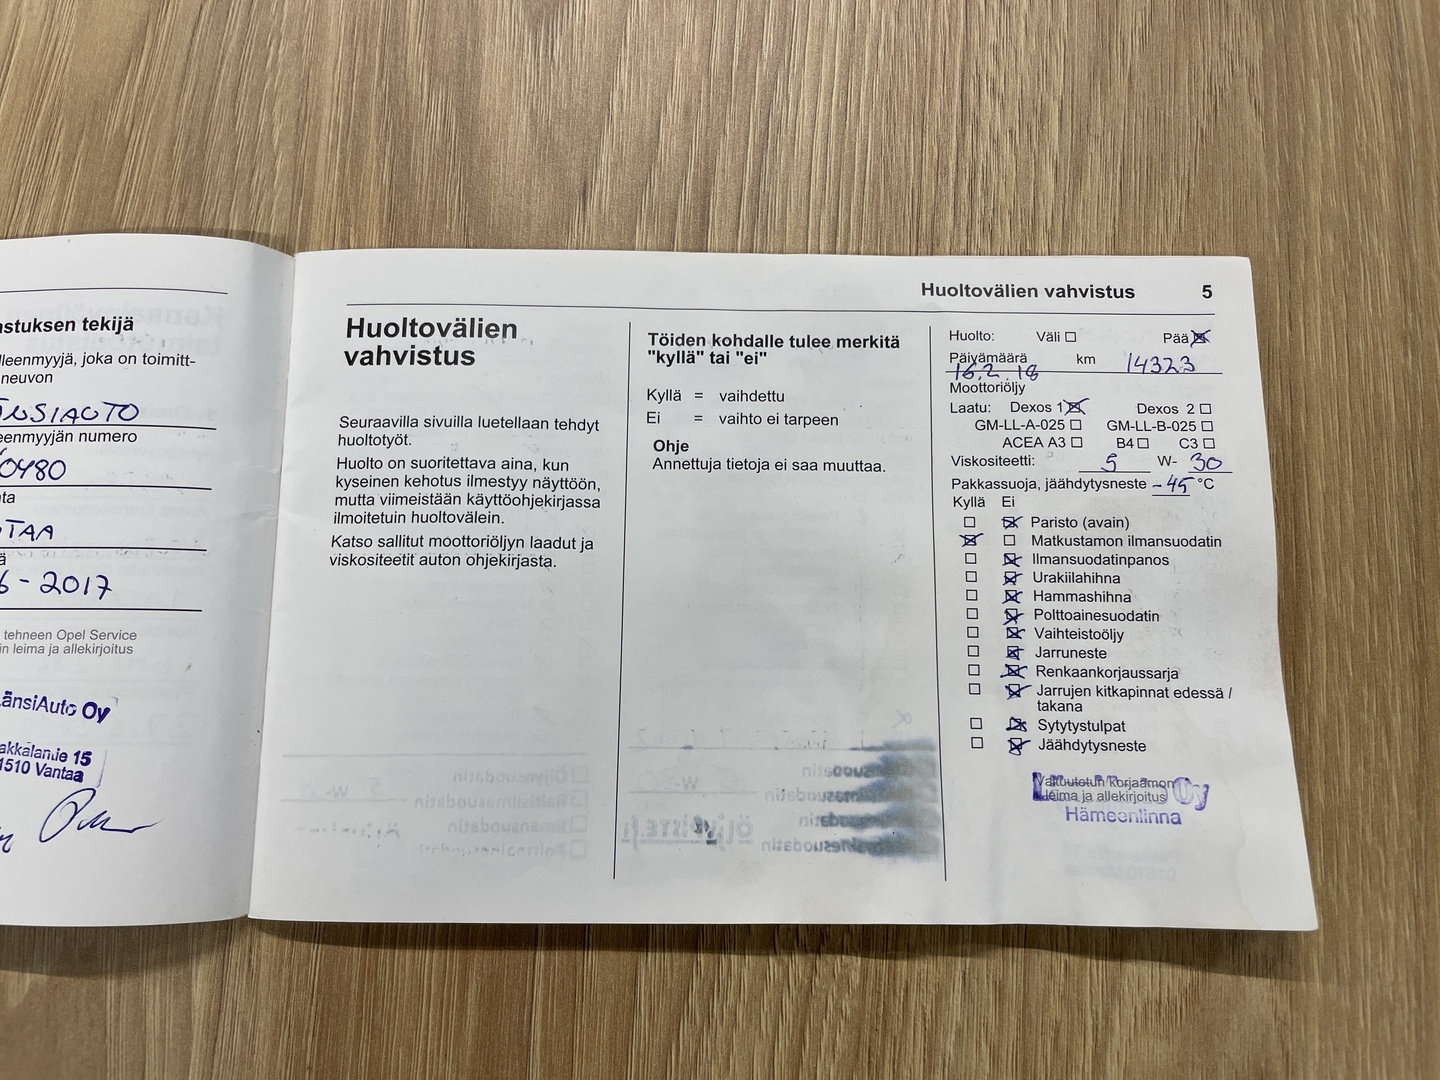 astuksen tekijä
lleenmyyjä, joka on toimitt-
neuvon
eenmyyjän numero
0480
ta
TAA
ä
6-2017
tehneen Opel Service
in leima ja allekirjoitus
änsiAuto Oy
akkalantie 15
1510 Vantaa
Huoltovälien vahvistus 5
Huoltovälien
vahvistus
Seuraavilla sivuilla luetellaan tehdyt
huoltotyöt.
Huolto on suoritettava aina, kun
kyseinen kehotus ilmestyy näyttöön,
mutta viimeistään käyttöohjekirjassa
ilmoitetuin huoltovälein.
Katso sallitut moottoriöljyn laadut ja
viskositeetit auton ohjekirjasta.
Töiden kohdalle tulee merkitä
"kyllä" tai "ei"
Kyllä = vaihdettu
Ei = vaihto ei tarpeen
Ohje
Annettuja tietoja ei saa muuttaa.
Huolto: Väli Pää
Päivämäärä km 14323
16.2.18
Moottoriöljy
Laatu: Dexos 1 Dexos 2
GM-LL-A-025 GM-LL-B-025
ACEA A3 B4 C3
Viskositeetti: 5 W- 30
Pakkassuoja, jäähdytysneste -45 °C
Kyllä Ei
Paristo (avain)
Matkustamon ilmansuodatin
Ilmansuodatinpanos
Urakiilahihna
Hammashihna
Polttoainesuodatin
Vaihteistoöljy
Jarruneste
Renkaankorjaussarja
Jarrujen kitkapinnat edessä /
takana
Sytytystulpat
Jäähdytysneste
Valtuutetun korjaamon
Leima ja allekirjoitus Oy
Hämeenlinna